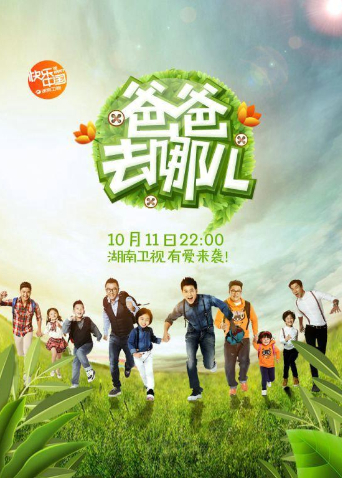 快乐
中国
湖南卫视
爸爸
去哪儿
10月11日22:00
湖南卫视 有爱来袭!